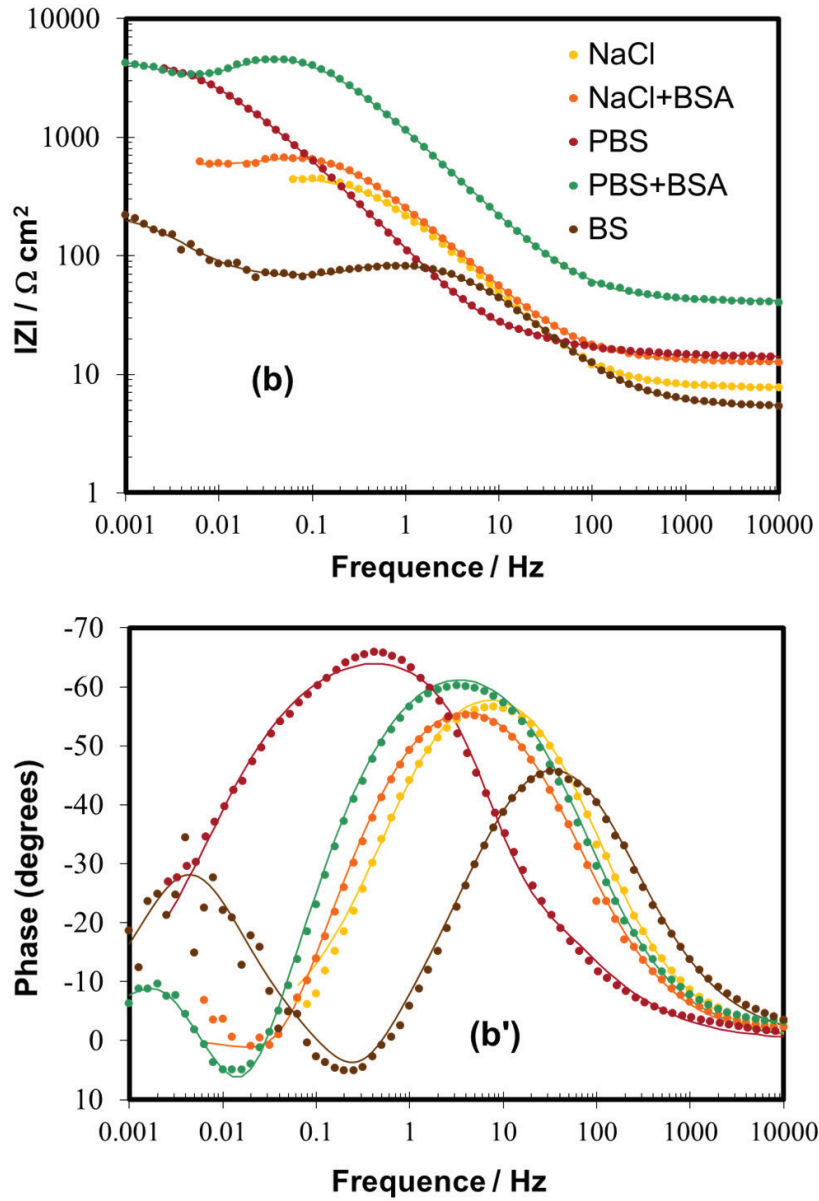 10000
1000
100
10
1
|Z| / Ω cm²
NaCl
NaCl+BSA
PBS
PBS+BSA
BS
(b)
0.001 0.01 0.1 1 10 100 1000 10000
Frequence / Hz
-70
-60
-50
-40
-30
-20
-10
0
10
Phase (degrees)
(b')
0.001 0.01 0.1 1 10 100 1000 10000
Frequence / Hz